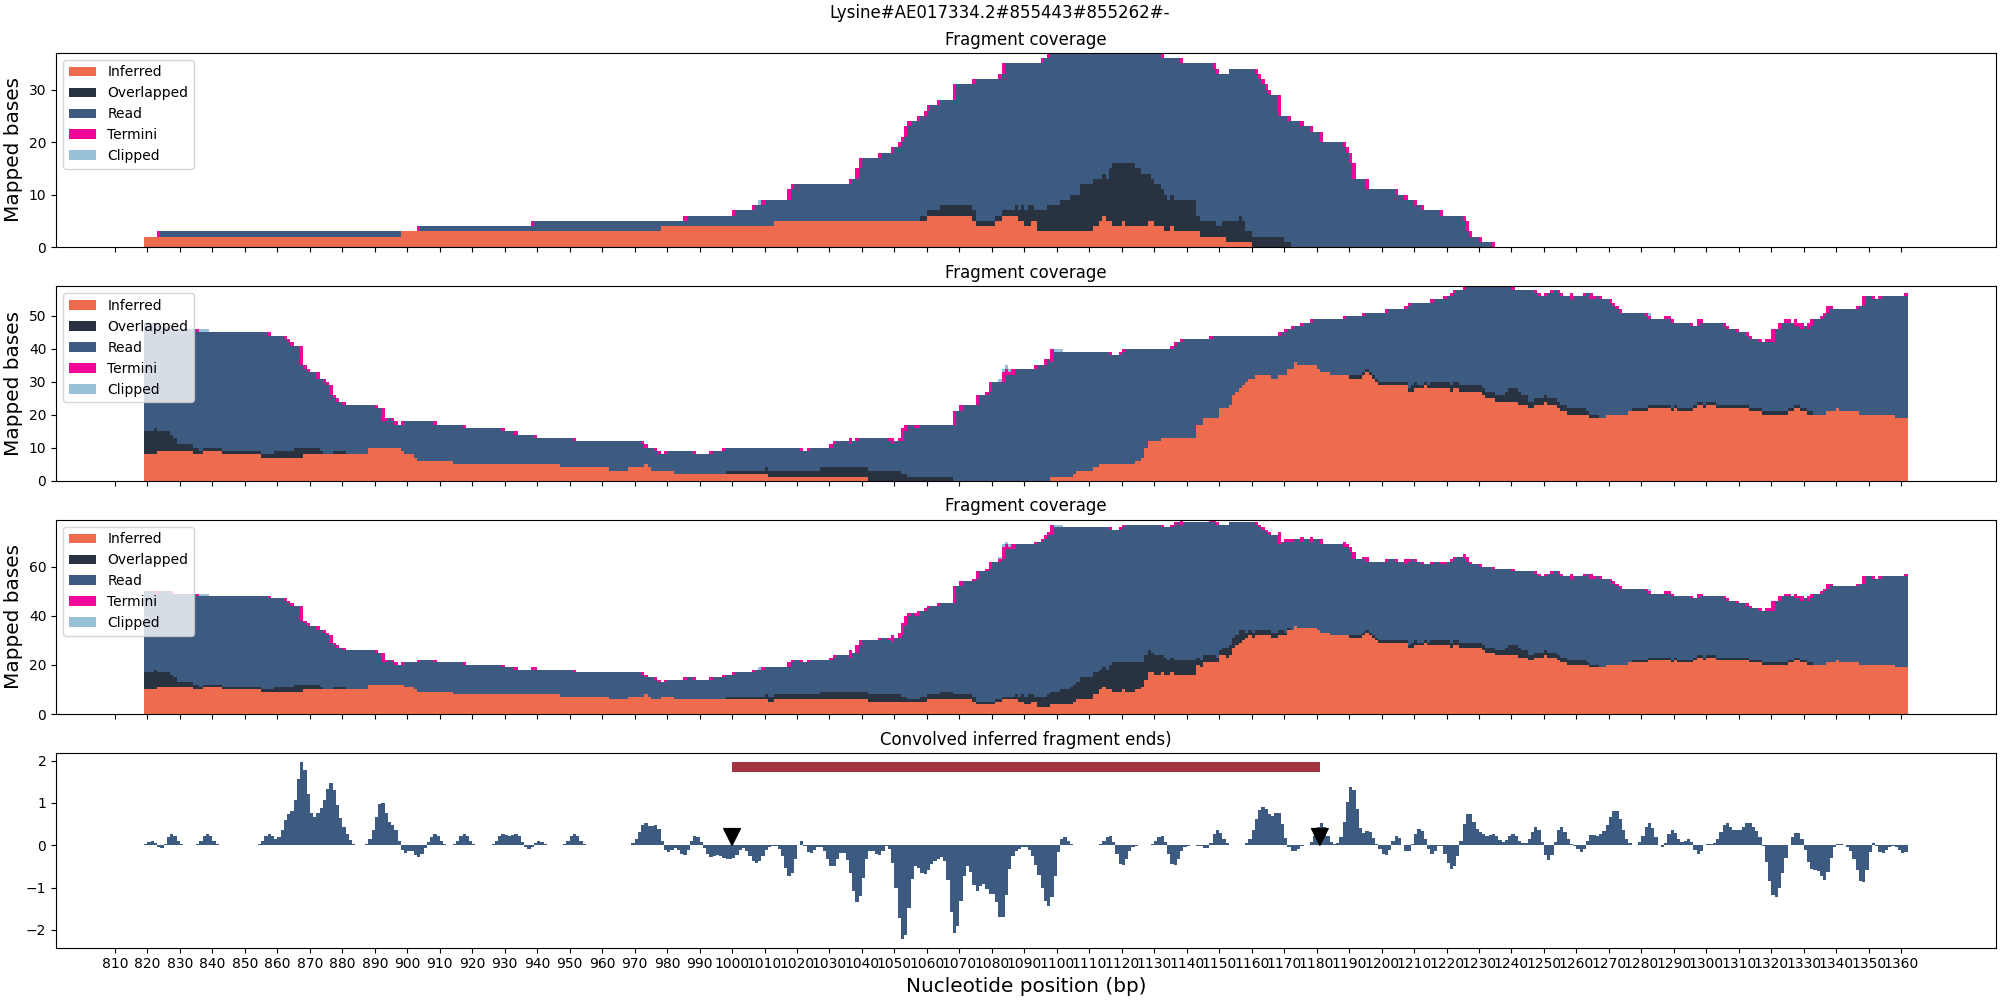 Lysine#AE017334.2#855443#855262#-
Fragment coverage
Mapped bases
30
20
10
0
Inferred
Overlapped
Read
Termini
Clipped
Fragment coverage
Mapped bases
50
40
30
20
10
0
Inferred
Overlapped
Read
Termini
Clipped
Fragment coverage
Mapped bases
60
40
20
0
Inferred
Overlapped
Read
Termini
Clipped
Convolved inferred fragment ends)
2
1
0
−1
−2
810 820 830 840 850 860 870 880 890 900 910 920 930 940 950 960 970 980 990 1000 1010 1020 1030 1040 1050 1060 1070 1080 1090 1100 1110 1120 1130 1140 1150 1160 1170 1180 1190 1200 1210 1220 1230 1240 1250 1260 1270 1280 1290 1300 1310 1320 1330 1340 1350 1360
Nucleotide position (bp)